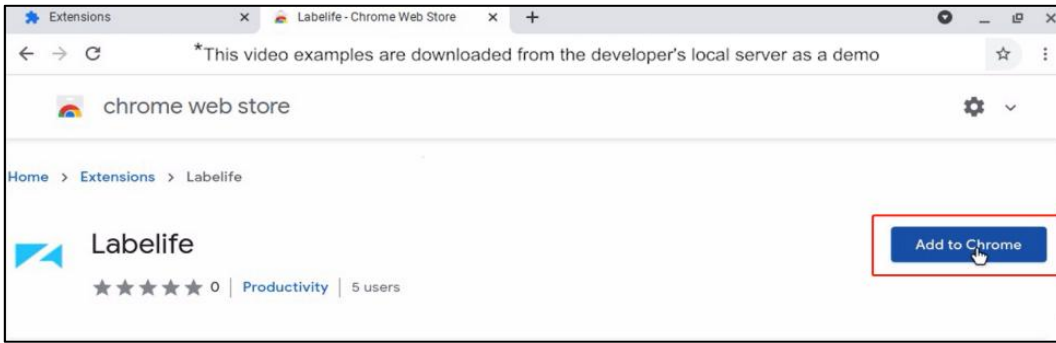 Extensions
Labelife - Chrome Web Store
*This video examples are downloaded from the developer's local server as a demo
chrome web store
Home > Extensions > Labelife
Labelife
Add to Chrome
0 | Productivity | 5 users